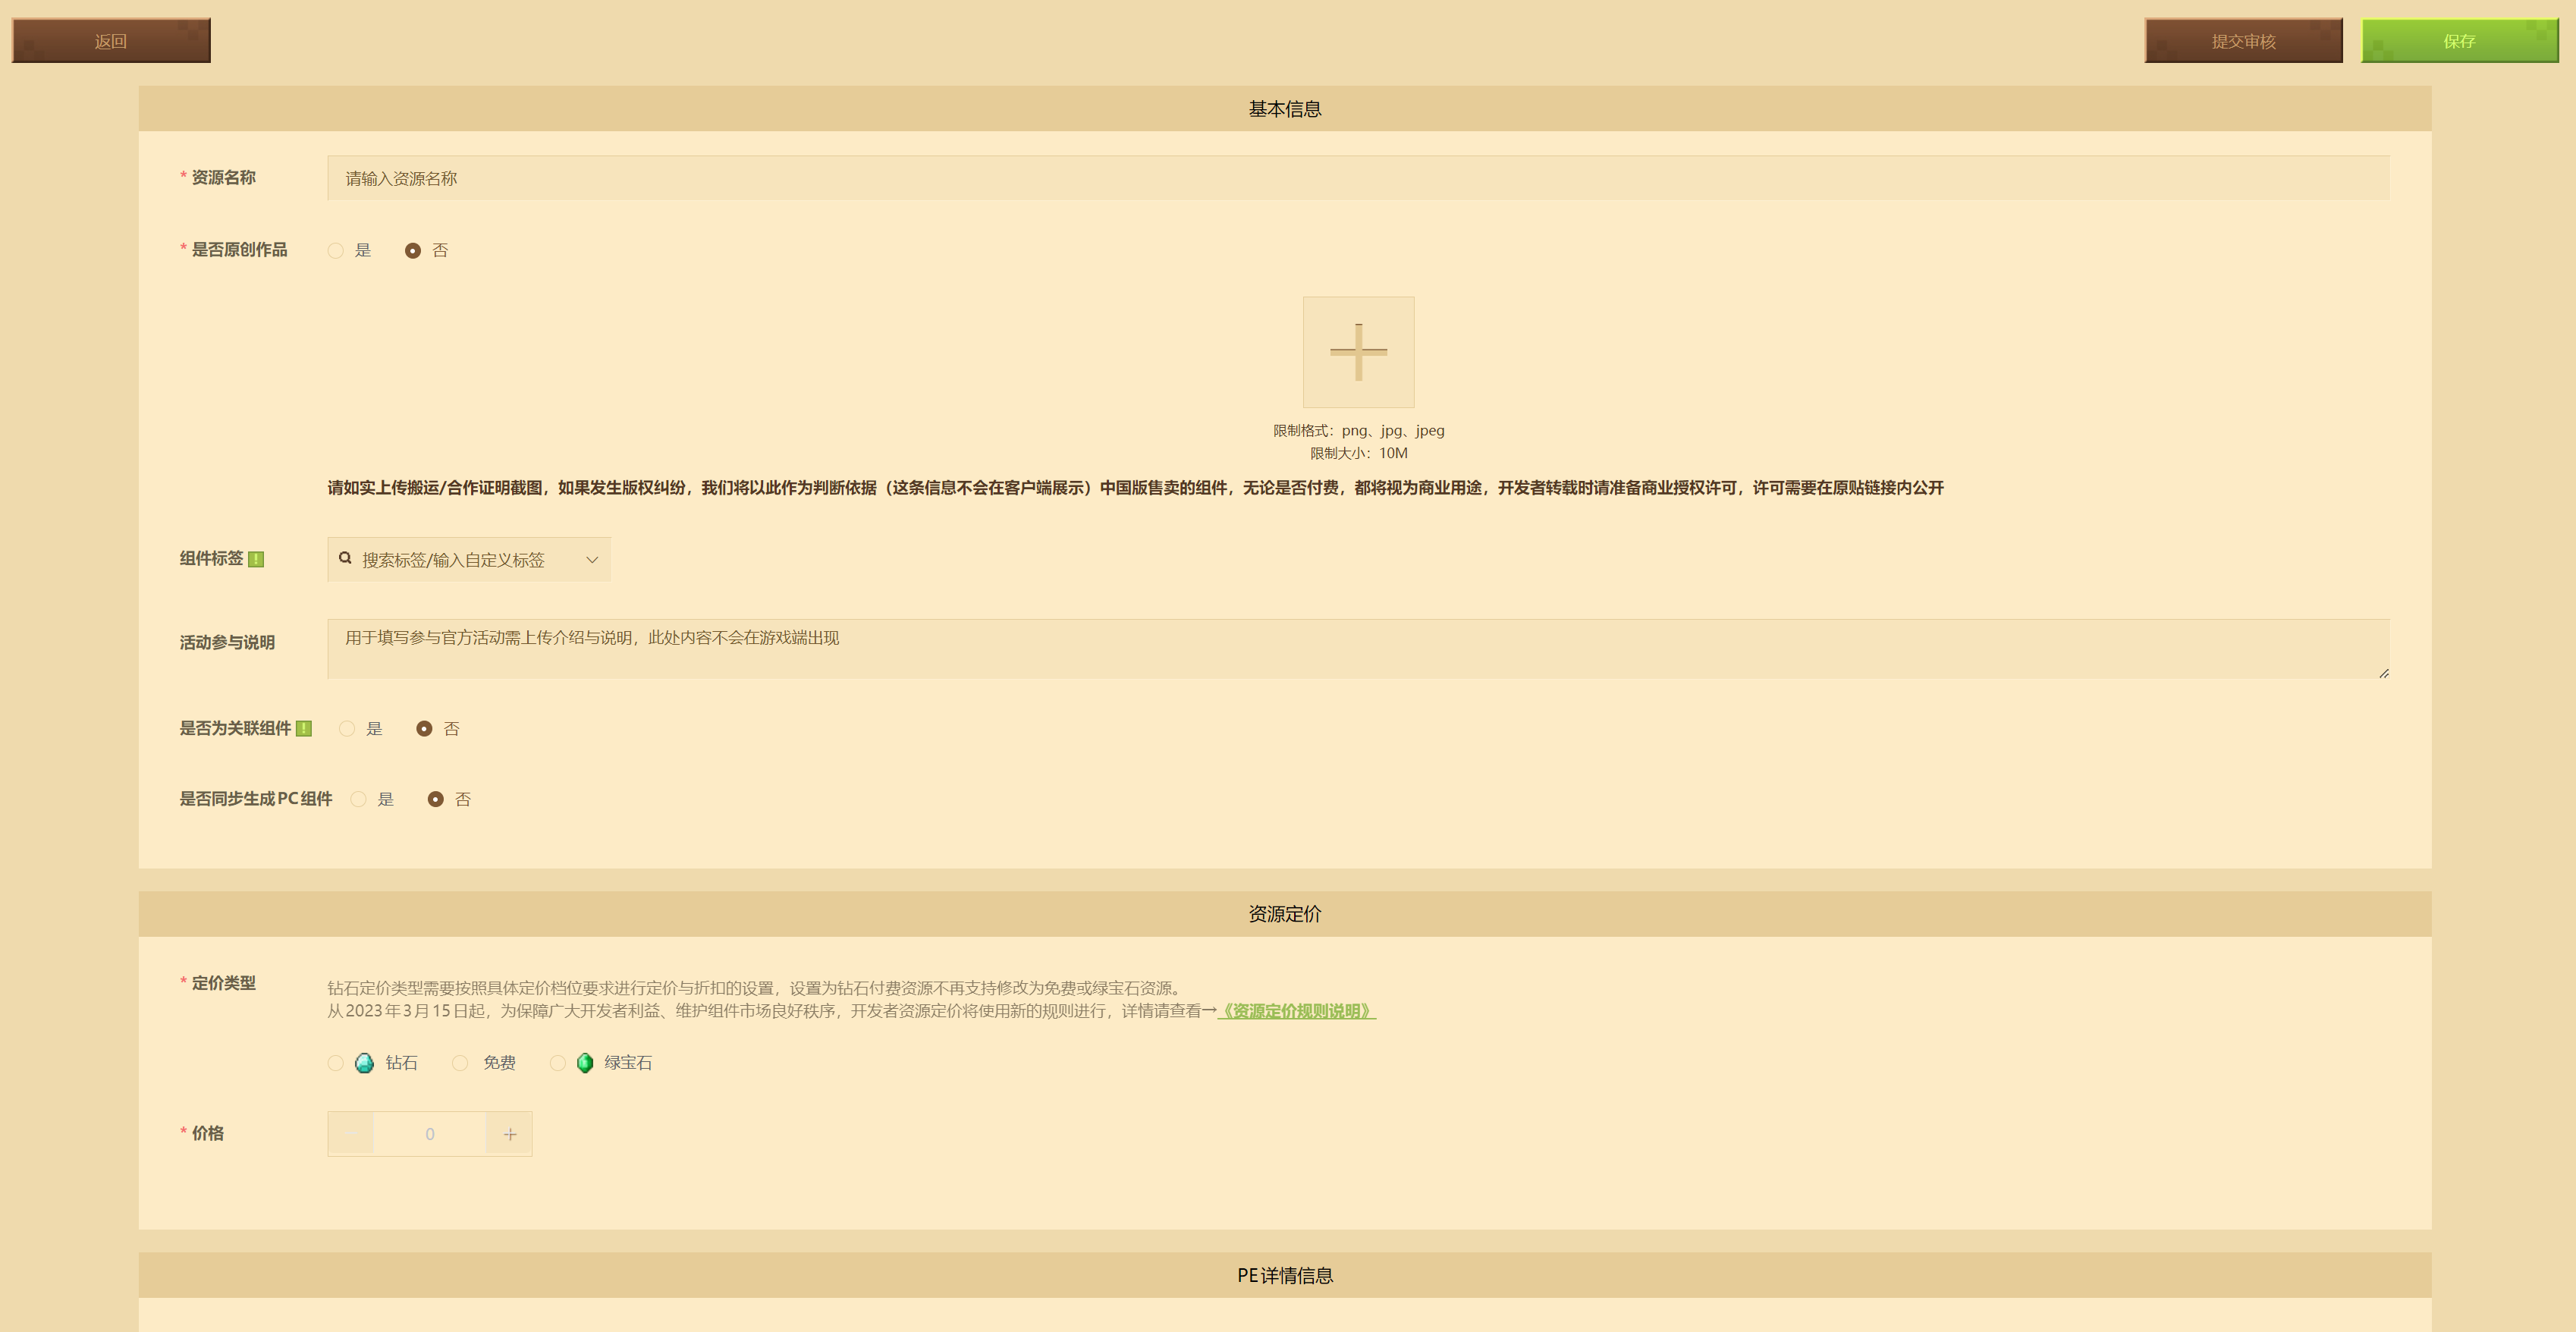 返回
提交审核
保存
基本信息
* 资源名称
请输入资源名称
* 是否原创作品
是
否
限制格式：png、jpg、jpeg
限制大小：10M
请如实上传搬运/合作证明截图，如果发生版权纠纷，我们将以此作为判断依据（这条信息不会在客户端展示）中国版售卖的组件，无论是否付费，都将视为商业用途，开发者转载时请准备商业授权许可，许可需要在原贴链接内公开
组件标签 !
搜索标签/输入自定义标签
活动参与说明
用于填写参与官方活动需上传介绍与说明，此处内容不会在游戏端出现
是否为关联组件 !
是
否
是否同步生成PC组件
是
否
资源定价
* 定价类型
钻石定价类型需要按照具体定价档位要求进行定价与折扣的设置，设置为钻石付费资源不再支持修改为免费或绿宝石资源。
从2023年3月15日起，为保障广大开发者利益、维护组件市场良好秩序，开发者资源定价将使用新的规则进行，详情请查看→《资源定价规则说明》
钻石
免费
绿宝石
* 价格
0
PE详情信息